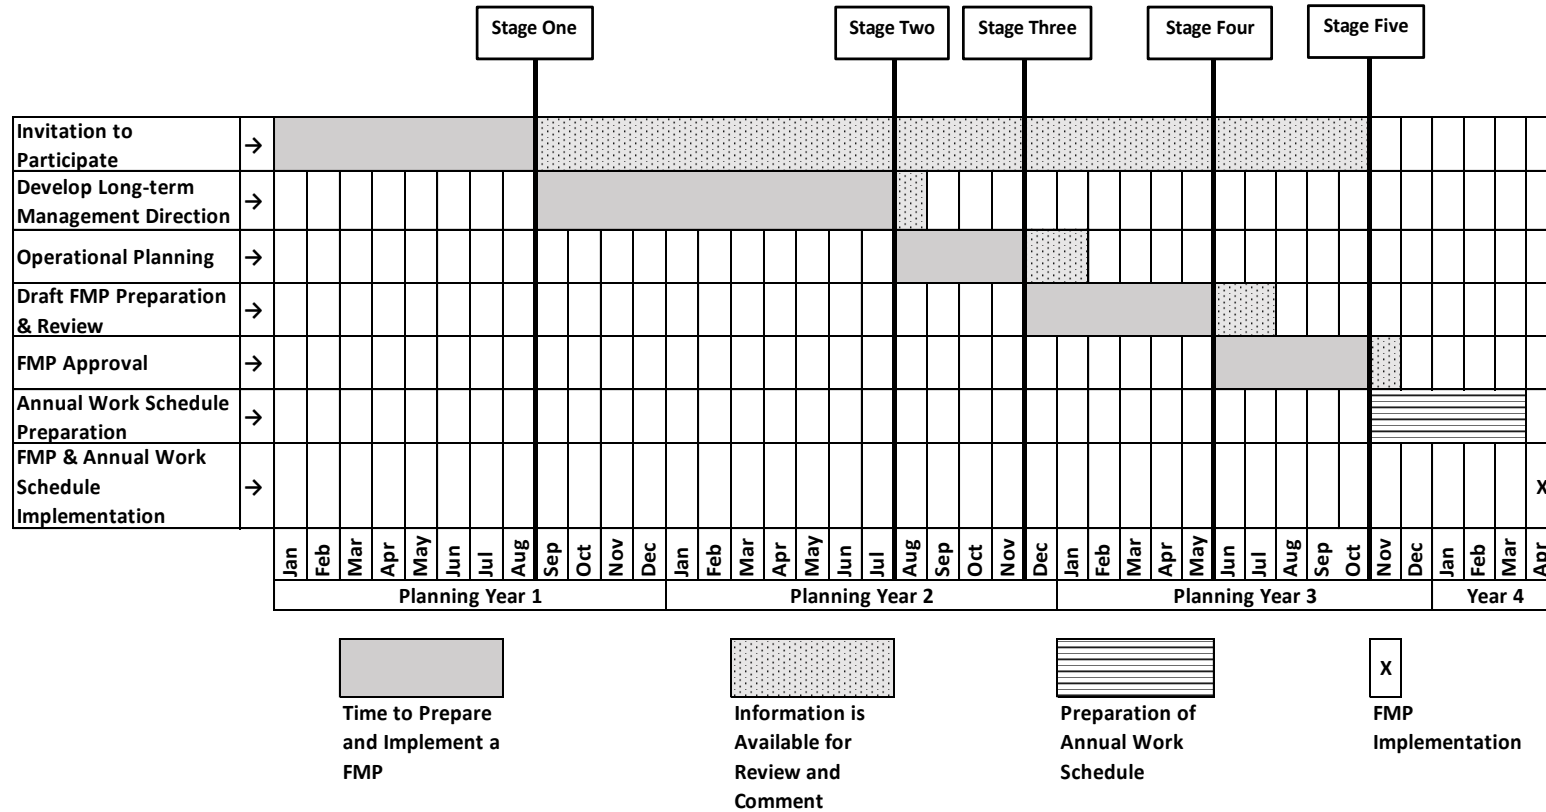 Stage One
Stage Two
Stage Three
Stage Four
Stage Five
Invitation to
Participate
→
Develop Long-term
Management Direction
→
Operational Planning
→
Draft FMP Preparation
& Review
→
FMP Approval
→
Annual Work Schedule
Preparation
→
FMP & Annual Work
Schedule
Implementation
→
X
Jan
Feb
Mar
Apr
May
Jun
Jul
Aug
Sep
Oct
Nov
Dec
Jan
Feb
Mar
Apr
May
Jun
Jul
Aug
Sep
Oct
Nov
Dec
Jan
Feb
Mar
Apr
May
Jun
Jul
Aug
Sep
Oct
Nov
Dec
Jan
Feb
Mar
Apr
Planning Year 1
Planning Year 2
Planning Year 3
Year 4
Time to Prepare
and Implement a
FMP
Information is
Available for
Review and
Comment
Preparation of
Annual Work
Schedule
X
FMP
Implementation